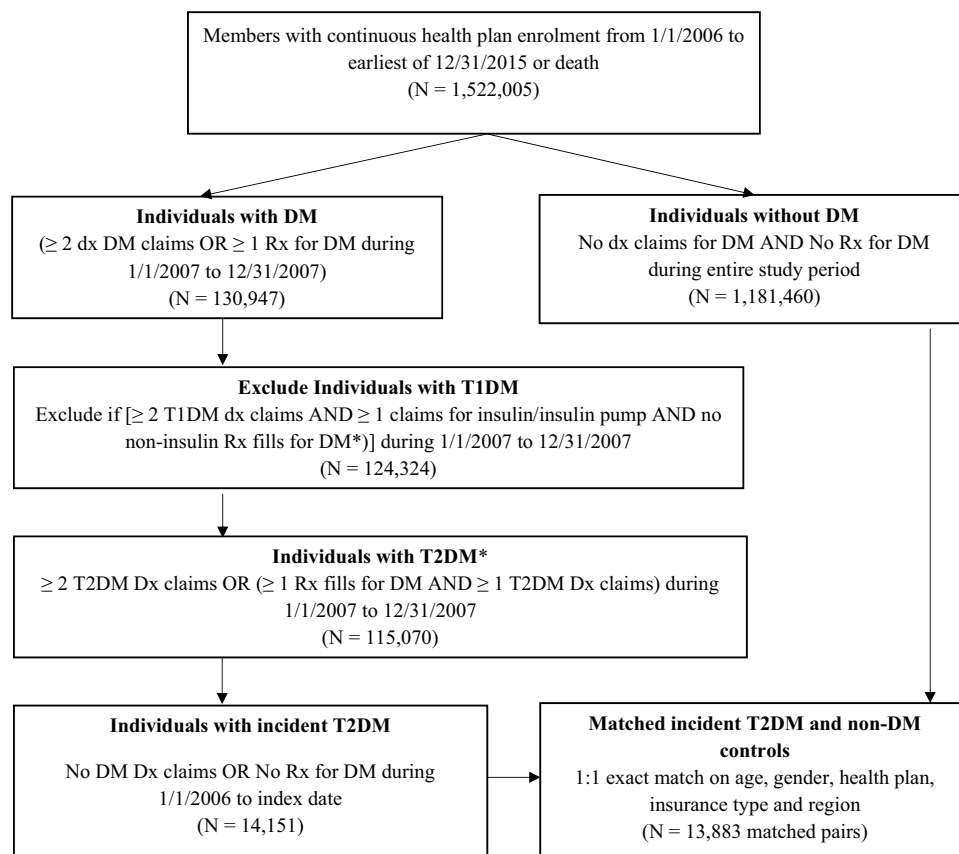 Members with continuous health plan enrolment from 1/1/2006 to
earliest of 12/31/2015 or death
(N = 1,522,005)
Individuals with DM
(≥ 2 dx DM claims OR ≥ 1 Rx for DM during
1/1/2007 to 12/31/2007)
(N = 130,947)
Individuals without DM
No dx claims for DM AND No Rx for DM
during entire study period
(N = 1,181,460)
Exclude Individuals with T1DM
Exclude if [≥ 2 T1DM dx claims AND ≥ 1 claims for insulin/insulin pump AND no
non-insulin Rx fills for DM*)] during 1/1/2007 to 12/31/2007
(N = 124,324)
Individuals with T2DM*
≥ 2 T2DM Dx claims OR (≥ 1 Rx fills for DM AND ≥ 1 T2DM Dx claims) during
1/1/2007 to 12/31/2007
(N = 115,070)
Individuals with incident T2DM
No DM Dx claims OR No Rx for DM during
1/1/2006 to index date
(N = 14,151)
Matched incident T2DM and non-DM
controls
1:1 exact match on age, gender, health plan,
insurance type and region
(N = 13,883 matched pairs)